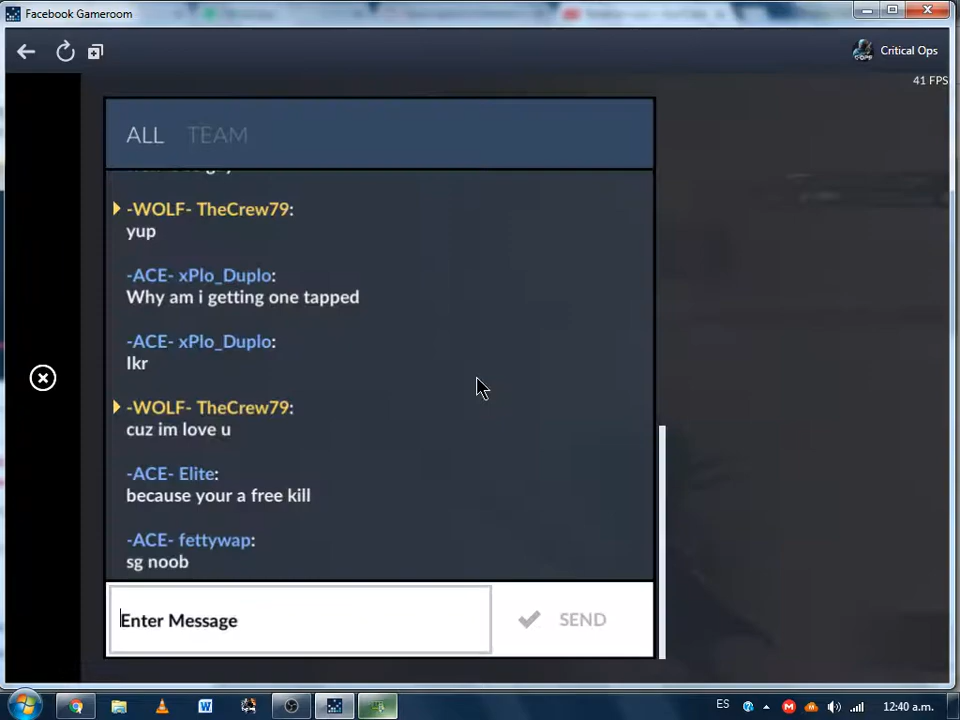 Facebook Gameroom
Critical Ops
41 FPS
ALL TEAM
-WOLF- TheCrew79:
yup
-ACE- xPlo_Duplo:
Why am i getting one tapped
-ACE- xPlo_Duplo:
Ikr
-WOLF- TheCrew79:
cuz im love u
-ACE- Elite:
because your a free kill
-ACE- fettywap:
sg noob
Enter Message
SEND
ES
12:40 a.m.